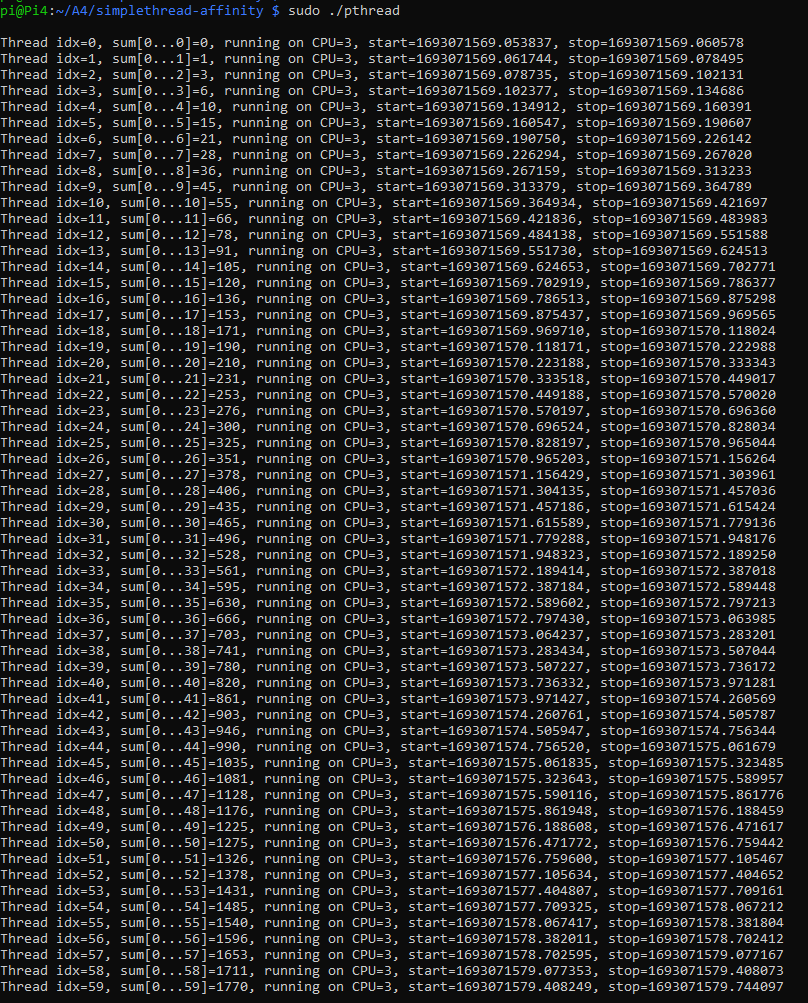 pi@Pi4:~/A4/simplethread-affinity $ sudo ./pthread
Thread idx=0, sum[0...0]=0, running on CPU=3, start=1693071569.053837, stop=1693071569.060578
Thread idx=1, sum[0...1]=1, running on CPU=3, start=1693071569.061744, stop=1693071569.078495
Thread idx=2, sum[0...2]=3, running on CPU=3, start=1693071569.078735, stop=1693071569.102131
Thread idx=3, sum[0...3]=6, running on CPU=3, start=1693071569.102377, stop=1693071569.134686
Thread idx=4, sum[0...4]=10, running on CPU=3, start=1693071569.134912, stop=1693071569.160391
Thread idx=5, sum[0...5]=15, running on CPU=3, start=1693071569.160547, stop=1693071569.190607
Thread idx=6, sum[0...6]=21, running on CPU=3, start=1693071569.190750, stop=1693071569.226142
Thread idx=7, sum[0...7]=28, running on CPU=3, start=1693071569.226294, stop=1693071569.267020
Thread idx=8, sum[0...8]=36, running on CPU=3, start=1693071569.267159, stop=1693071569.313233
Thread idx=9, sum[0...9]=45, running on CPU=3, start=1693071569.313379, stop=1693071569.364789
Thread idx=10, sum[0...10]=55, running on CPU=3, start=1693071569.364934, stop=1693071569.421697
Thread idx=11, sum[0...11]=66, running on CPU=3, start=1693071569.421836, stop=1693071569.483983
Thread idx=12, sum[0...12]=78, running on CPU=3, start=1693071569.484138, stop=1693071569.551588
Thread idx=13, sum[0...13]=91, running on CPU=3, start=1693071569.551730, stop=1693071569.624513
Thread idx=14, sum[0...14]=105, running on CPU=3, start=1693071569.624653, stop=1693071569.702771
Thread idx=15, sum[0...15]=120, running on CPU=3, start=1693071569.702919, stop=1693071569.786377
Thread idx=16, sum[0...16]=136, running on CPU=3, start=1693071569.786513, stop=1693071569.875298
Thread idx=17, sum[0...17]=153, running on CPU=3, start=1693071569.875437, stop=1693071569.969565
Thread idx=18, sum[0...18]=171, running on CPU=3, start=1693071569.969710, stop=1693071570.118024
Thread idx=19, sum[0...19]=190, running on CPU=3, start=1693071570.118171, stop=1693071570.222988
Thread idx=20, sum[0...20]=210, running on CPU=3, start=1693071570.223188, stop=1693071570.333343
Thread idx=21, sum[0...21]=231, running on CPU=3, start=1693071570.333518, stop=1693071570.449017
Thread idx=22, sum[0...22]=253, running on CPU=3, start=1693071570.449188, stop=1693071570.570020
Thread idx=23, sum[0...23]=276, running on CPU=3, start=1693071570.570197, stop=1693071570.696360
Thread idx=24, sum[0...24]=300, running on CPU=3, start=1693071570.696524, stop=1693071570.828034
Thread idx=25, sum[0...25]=325, running on CPU=3, start=1693071570.828197, stop=1693071570.965044
Thread idx=26, sum[0...26]=351, running on CPU=3, start=1693071570.965203, stop=1693071571.156264
Thread idx=27, sum[0...27]=378, running on CPU=3, start=1693071571.156429, stop=1693071571.303961
Thread idx=28, sum[0...28]=406, running on CPU=3, start=1693071571.304135, stop=1693071571.457036
Thread idx=29, sum[0...29]=435, running on CPU=3, start=1693071571.457186, stop=1693071571.615424
Thread idx=30, sum[0...30]=465, running on CPU=3, start=1693071571.615589, stop=1693071571.779136
Thread idx=31, sum[0...31]=496, running on CPU=3, start=1693071571.779288, stop=1693071571.948176
Thread idx=32, sum[0...32]=528, running on CPU=3, start=1693071571.948323, stop=1693071572.189250
Thread idx=33, sum[0...33]=561, running on CPU=3, start=1693071572.189414, stop=1693071572.387018
Thread idx=34, sum[0...34]=595, running on CPU=3, start=1693071572.387184, stop=1693071572.589448
Thread idx=35, sum[0...35]=630, running on CPU=3, start=1693071572.589602, stop=1693071572.797213
Thread idx=36, sum[0...36]=666, running on CPU=3, start=1693071572.797430, stop=1693071573.063985
Thread idx=37, sum[0...37]=703, running on CPU=3, start=1693071573.064237, stop=1693071573.283201
Thread idx=38, sum[0...38]=741, running on CPU=3, start=1693071573.283434, stop=1693071573.507044
Thread idx=39, sum[0...39]=780, running on CPU=3, start=1693071573.507227, stop=1693071573.736172
Thread idx=40, sum[0...40]=820, running on CPU=3, start=1693071573.736332, stop=1693071573.971281
Thread idx=41, sum[0...41]=861, running on CPU=3, start=1693071573.971427, stop=1693071574.260569
Thread idx=42, sum[0...42]=903, running on CPU=3, start=1693071574.260761, stop=1693071574.505787
Thread idx=43, sum[0...43]=946, running on CPU=3, start=1693071574.505947, stop=1693071574.756344
Thread idx=44, sum[0...44]=990, running on CPU=3, start=1693071574.756520, stop=1693071575.061679
Thread idx=45, sum[0...45]=1035, running on CPU=3, start=1693071575.061835, stop=1693071575.323485
Thread idx=46, sum[0...46]=1081, running on CPU=3, start=1693071575.323643, stop=1693071575.589957
Thread idx=47, sum[0...47]=1128, running on CPU=3, start=1693071575.590116, stop=1693071575.861776
Thread idx=48, sum[0...48]=1176, running on CPU=3, start=1693071575.861948, stop=1693071576.188459
Thread idx=49, sum[0...49]=1225, running on CPU=3, start=1693071576.188608, stop=1693071576.471617
Thread idx=50, sum[0...50]=1275, running on CPU=3, start=1693071576.471772, stop=1693071576.759442
Thread idx=51, sum[0...51]=1326, running on CPU=3, start=1693071576.759600, stop=1693071577.105467
Thread idx=52, sum[0...52]=1378, running on CPU=3, start=1693071577.105634, stop=1693071577.404652
Thread idx=53, sum[0...53]=1431, running on CPU=3, start=1693071577.404807, stop=1693071577.709161
Thread idx=54, sum[0...54]=1485, running on CPU=3, start=1693071577.709325, stop=1693071578.067212
Thread idx=55, sum[0...55]=1540, running on CPU=3, start=1693071578.067417, stop=1693071578.381804
Thread idx=56, sum[0...56]=1596, running on CPU=3, start=1693071578.382011, stop=1693071578.702412
Thread idx=57, sum[0...57]=1653, running on CPU=3, start=1693071578.702595, stop=1693071579.077167
Thread idx=58, sum[0...58]=1711, running on CPU=3, start=1693071579.077353, stop=1693071579.408073
Thread idx=59, sum[0...59]=1770, running on CPU=3, start=1693071579.408249, stop=1693071579.744097